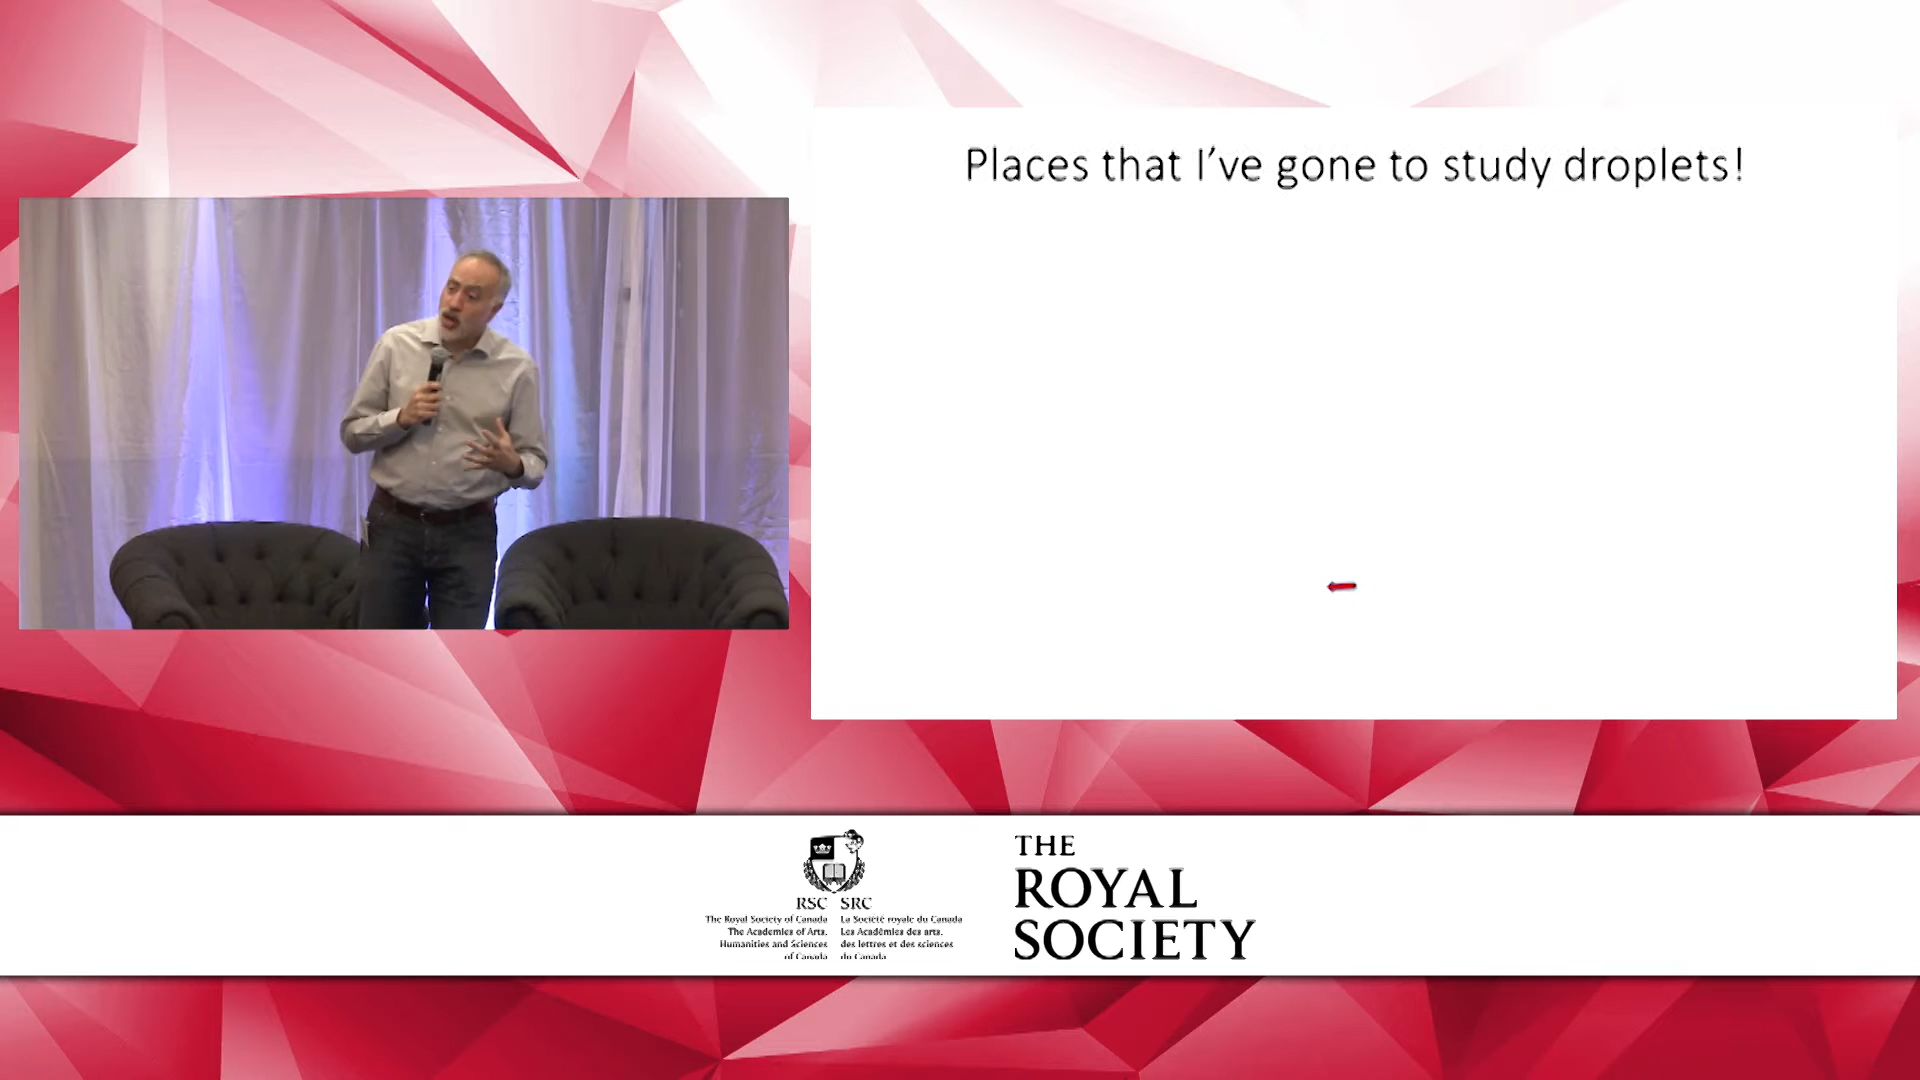 Places that I've gone to study droplets!
RSC SRC
The Royal Society of Canada La Société royale du Canada
The Academies of Arts, Les Académies des arts,
Humanities and Sciences des lettres et des sciences
of Canada du Canada
THE
ROYAL
SOCIETY